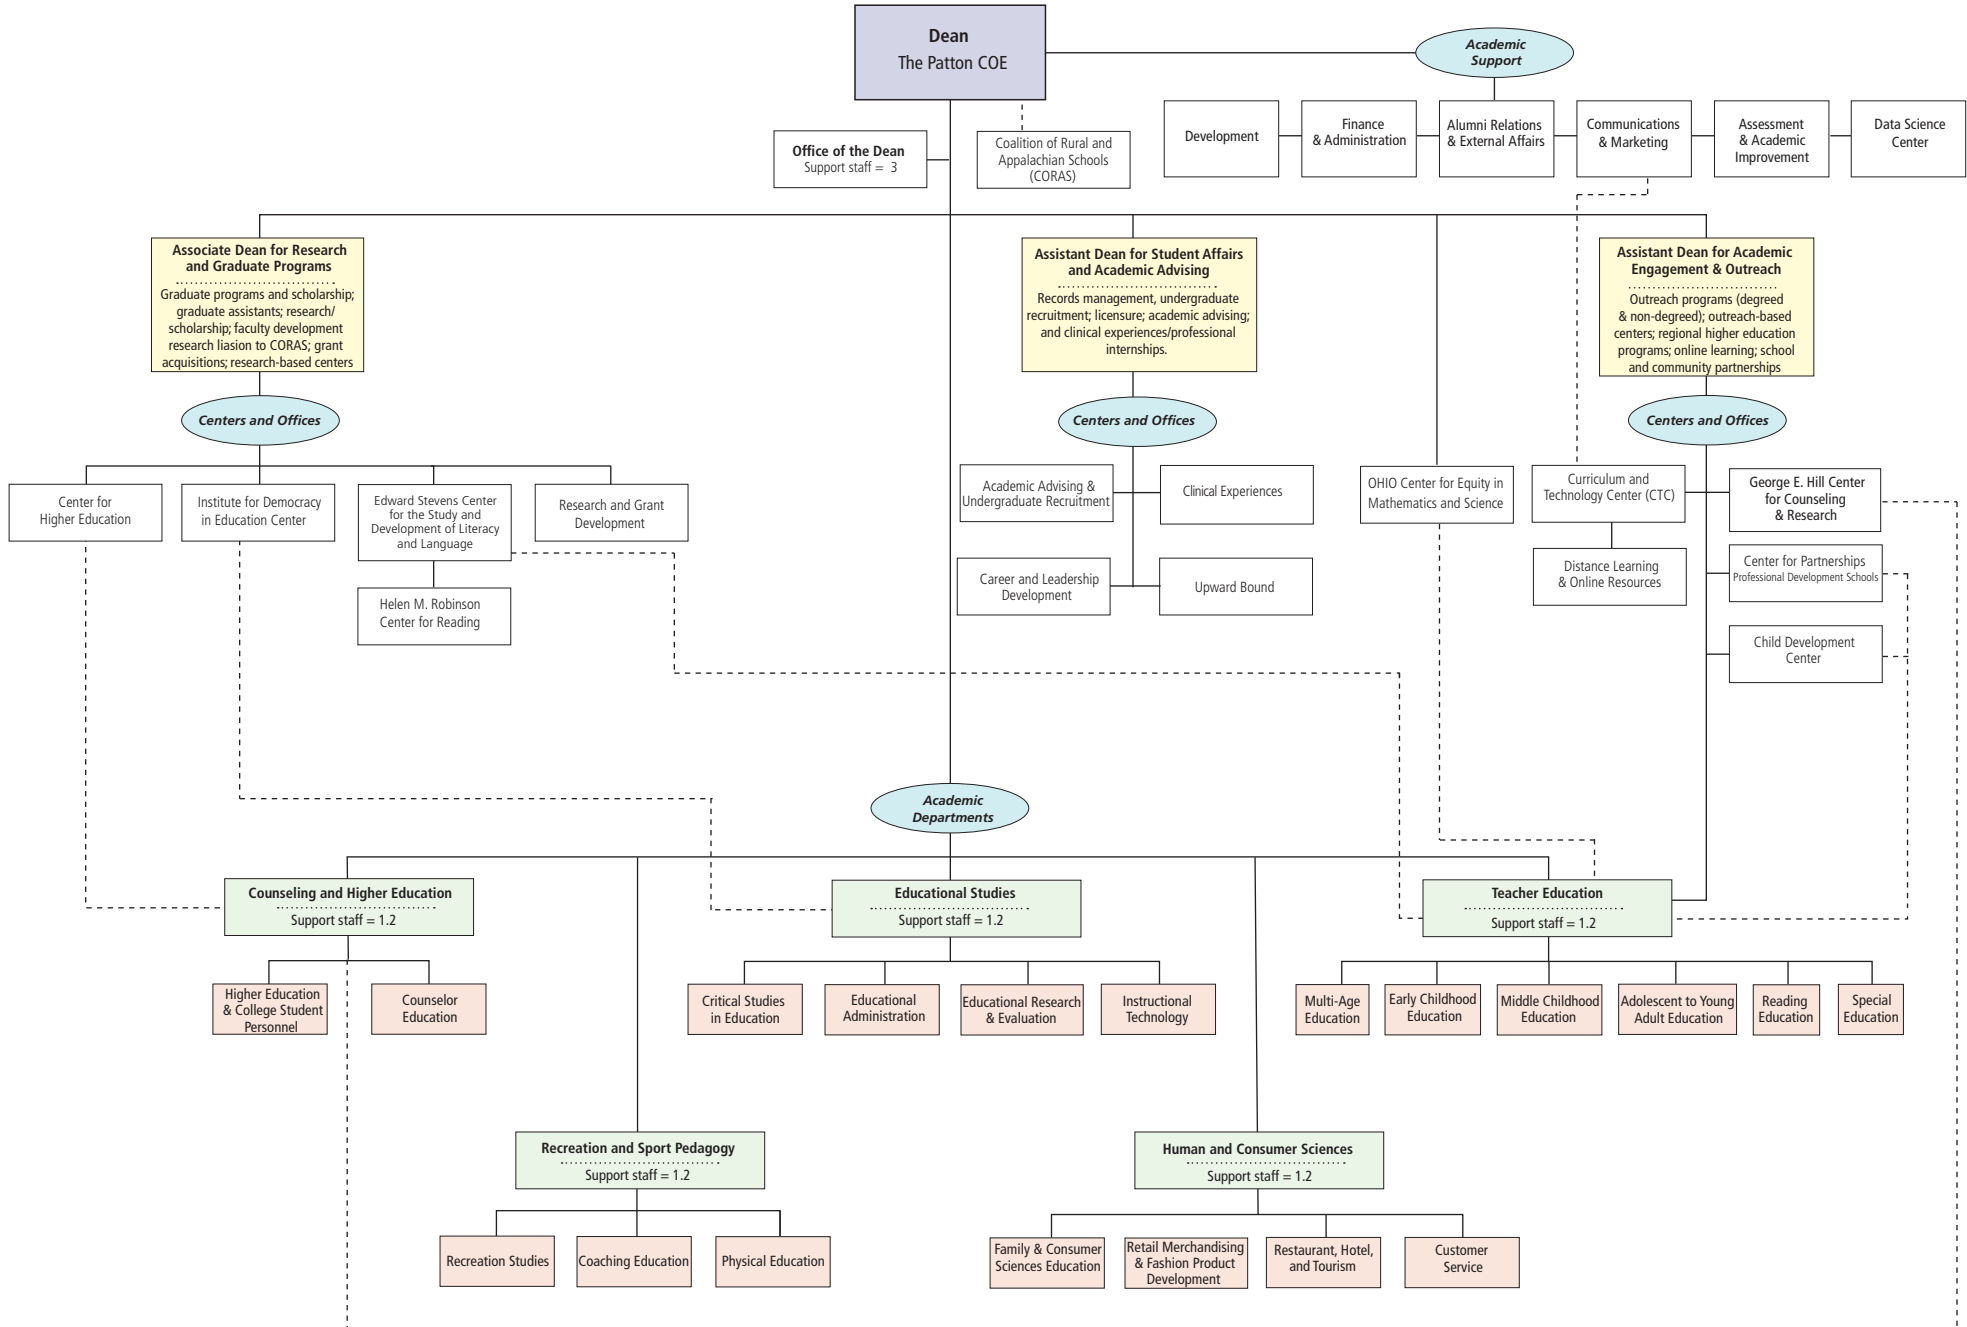 Dean
The Patton COE
Academic
Support
Office of the Dean
Support staff = 3
Coalition of Rural and
Appalachian Schools
(CORAS)
Development
Finance
& Administration
Alumni Relations
& External Affairs
Communications
& Marketing
Assessment
& Academic
Improvement
Data Science
Center
Associate Dean for Research
and Graduate Programs
Graduate programs and scholarship;
graduate assistants; research/
scholarship; faculty development
research liasion to CORAS; grant
acquisitions; research-based centers
Assistant Dean for Student Affairs
and Academic Advising
Records management, undergraduate
recruitment; licensure; academic advising;
and clinical experiences/professional
internships.
Assistant Dean for Academic
Engagement & Outreach
Outreach programs (degreed
& non-degreed); outreach-based
centers; regional higher education
programs; online learning; school
and community partnerships
Centers and Offices
Centers and Offices
Centers and Offices
Center for
Higher Education
Institute for Democracy
in Education Center
Edward Stevens Center
for the Study and
Development of Literacy
and Language
Research and Grant
Development
Helen M. Robinson
Center for Reading
Academic Advising &
Undergraduate Recruitment
Clinical Experiences
Career and Leadership
Development
Upward Bound
OHIO Center for Equity in
Mathematics and Science
Curriculum and
Technology Center (CTC)
Distance Learning
& Online Resources
George E. Hill Center
for Counseling
& Research
Center for Partnerships
Professional Development Schools
Child Development
Center
Academic
Departments
Counseling and Higher Education
Support staff = 1.2
Educational Studies
Support staff = 1.2
Teacher Education
Support staff = 1.2
Higher Education
& College Student
Personnel
Counselor
Education
Critical Studies
in Education
Educational
Administration
Educational Research
& Evaluation
Instructional
Technology
Multi-Age
Education
Early Childhood
Education
Middle Childhood
Education
Adolescent to Young
Adult Education
Reading
Education
Special
Education
Recreation and Sport Pedagogy
Support staff = 1.2
Human and Consumer Sciences
Support staff = 1.2
Recreation Studies
Coaching Education
Physical Education
Family & Consumer
Sciences Education
Retail Merchandising
& Fashion Product
Development
Restaurant, Hotel,
and Tourism
Customer
Service